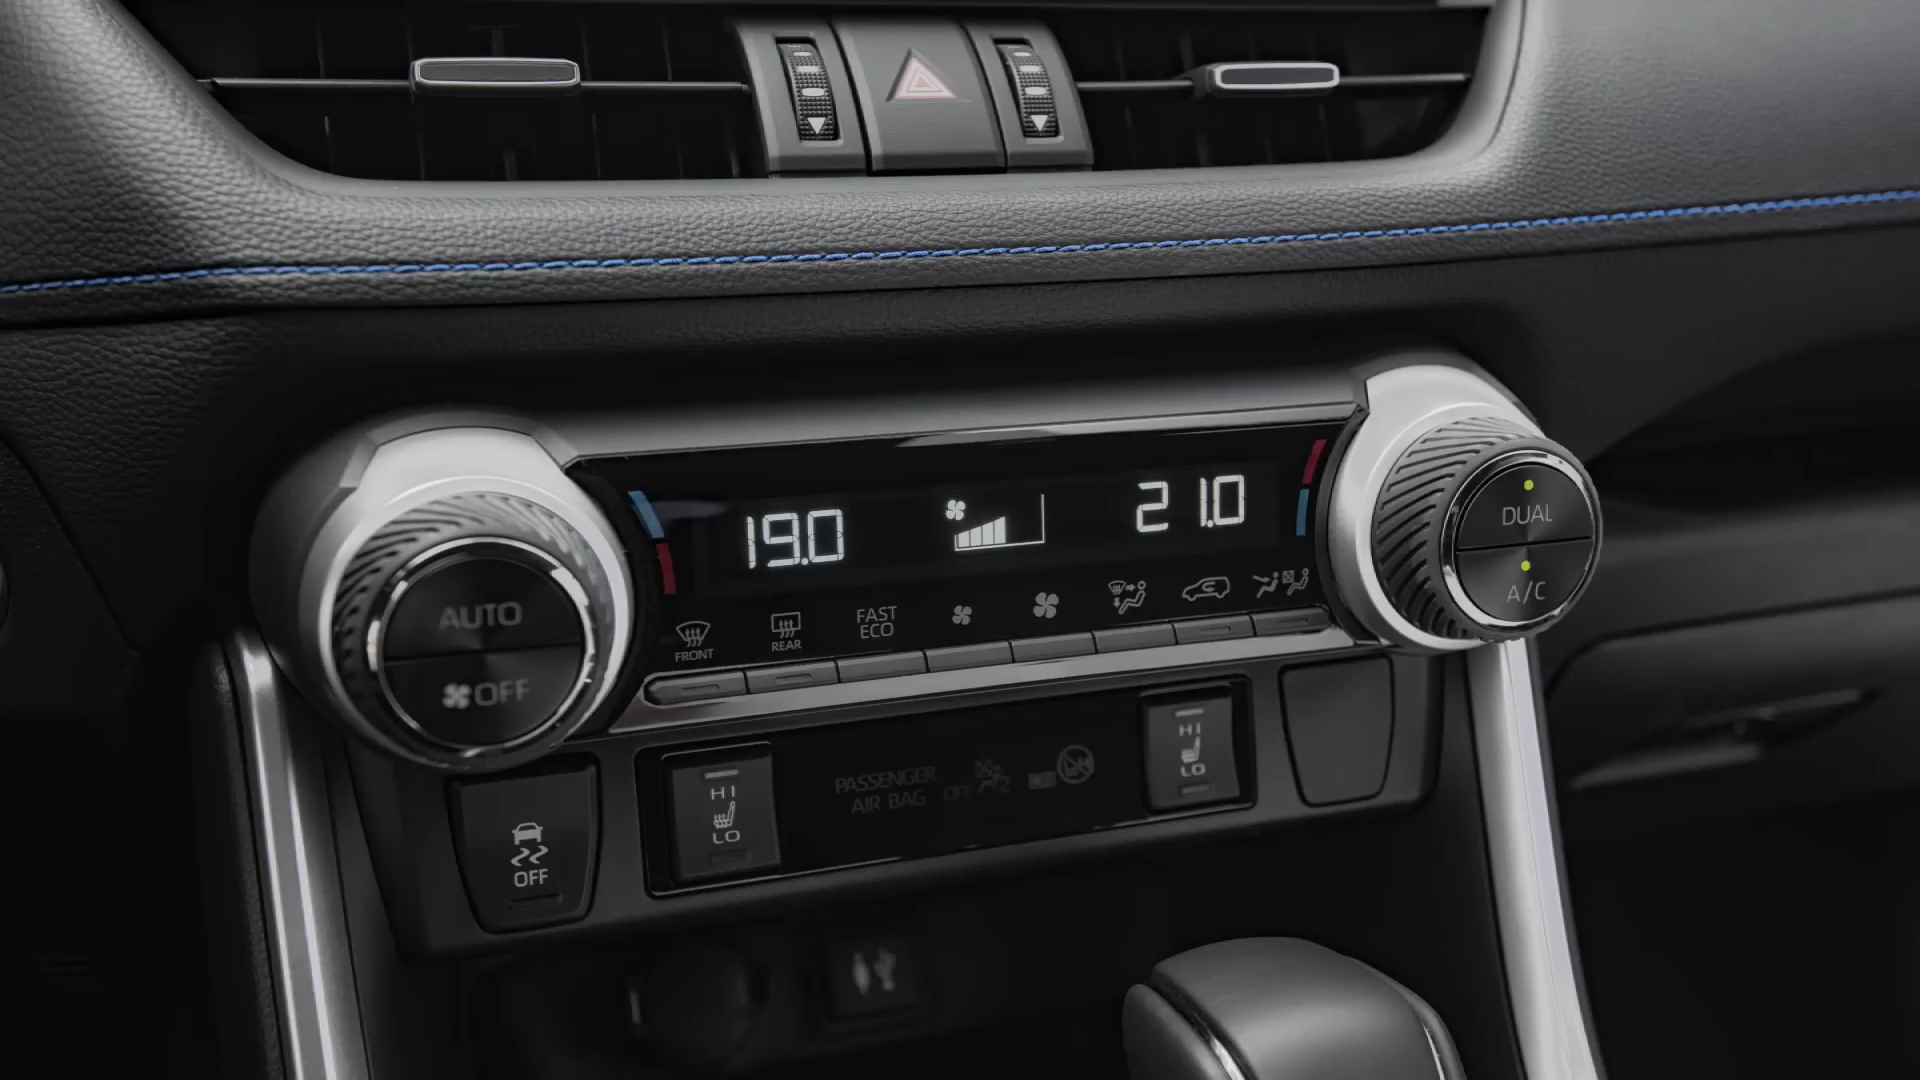 19.0
21.0
DUAL
A/C
AUTO
OFF
FRONT
REAR
FAST
ECO
HI
LO
PASSENGER
AIR BAG
OFF
HI
LO
OFF